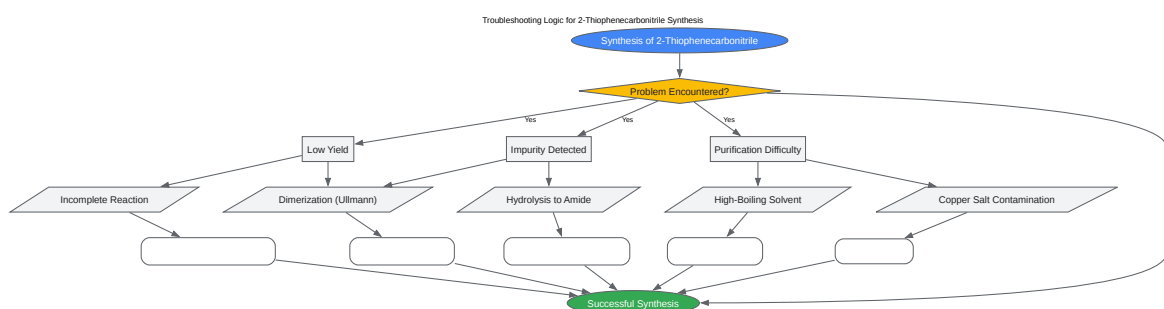 Troubleshooting Logic for 2-Thiophenecarbonitrile Synthesis
Synthesis of 2-Thiophenecarbonitrile
Problem Encountered?
Yes
Yes
Yes
Low Yield
Impurity Detected
Purification Difficulty
Incomplete Reaction
Dimerization (Ullmann)
Hydrolysis to Amide
High-Boiling Solvent
Copper Salt Contamination
Successful Synthesis